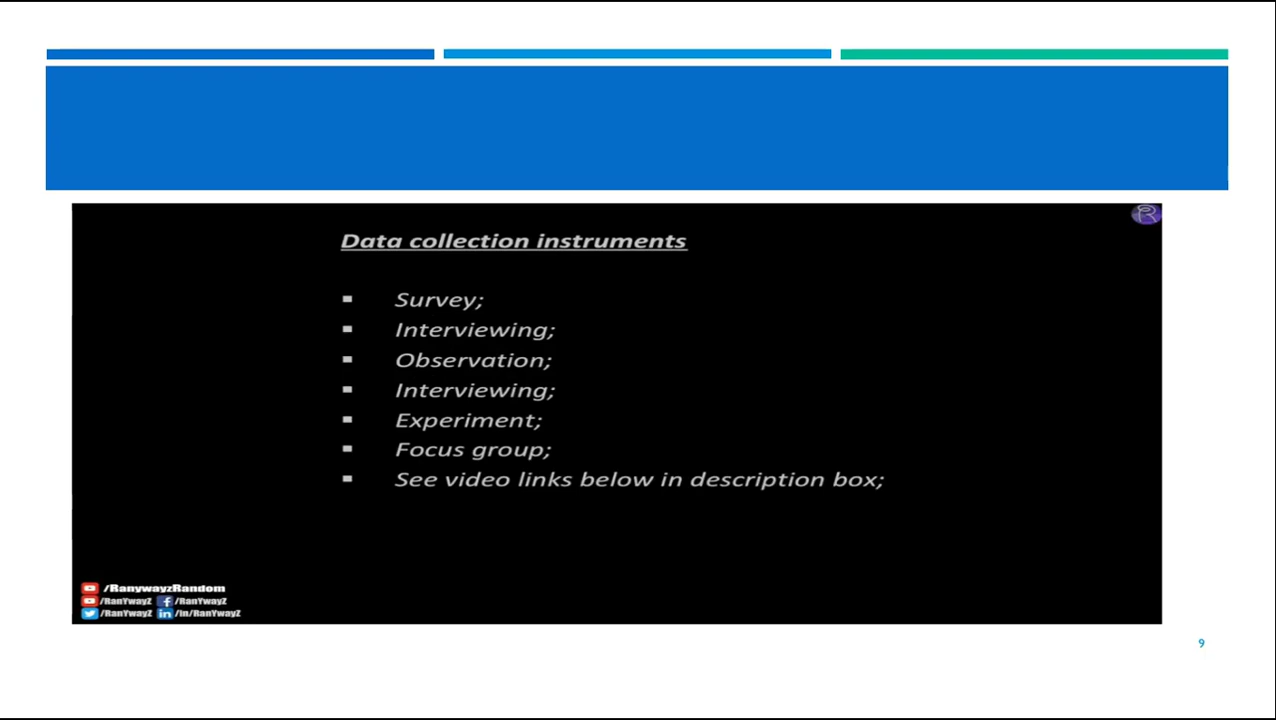 Data collection instruments
▪ Survey;
▪ Interviewing;
▪ Observation;
▪ Interviewing;
▪ Experiment;
▪ Focus group;
▪ See video links below in description box;
/RanywayzRandom
/RanYwayZ /RanYwayZ
/RanYwayZ /in/RanYwayZ
9